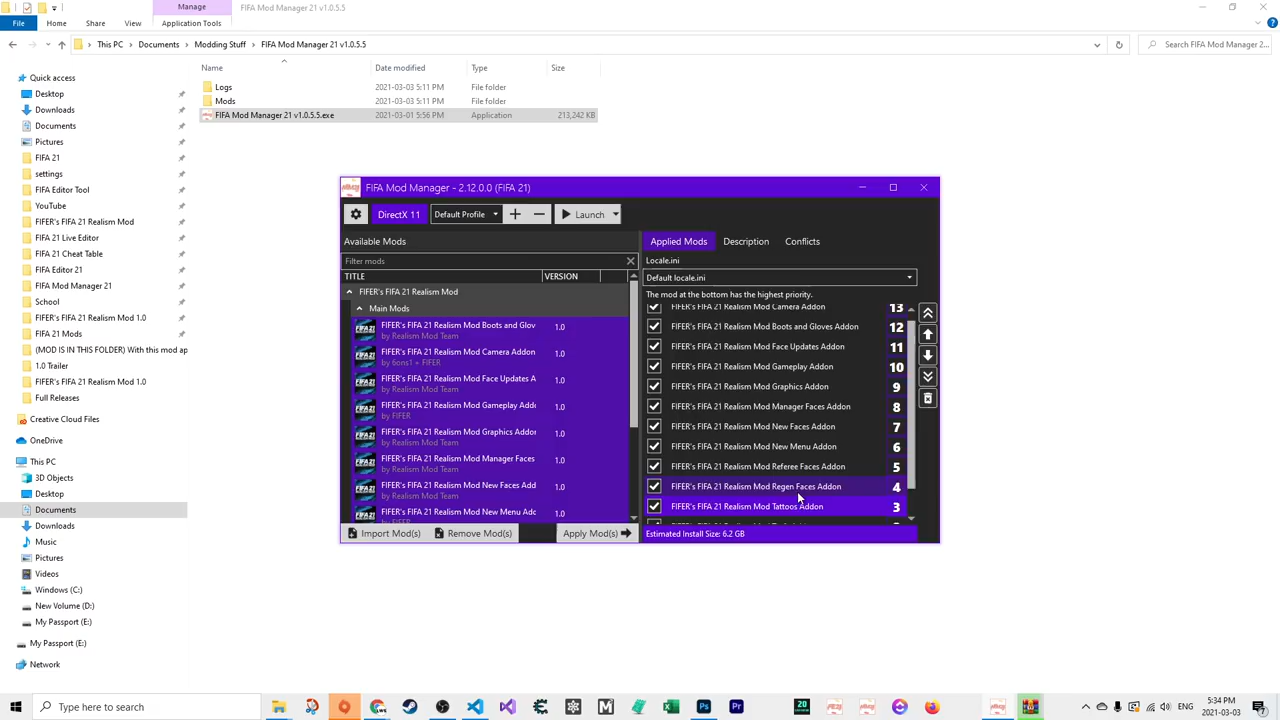 Manage
FIFA Mod Manager 21 v1.0.5.5
File
Home
Share
View
Application Tools
This PC
Documents
Modding Stuff
FIFA Mod Manager 21 v1.0.5.5
Search FIFA Mod Manager 2...
Name
Date modified
Type
Size
Logs
2021-03-03 5:11 PM
File folder
Mods
2021-03-03 5:11 PM
File folder
FIFA Mod Manager 21 v1.0.5.5.exe
2021-03-01 5:56 PM
Application
213,242 KB
Quick access
Desktop
Downloads
Documents
Pictures
FIFA 21
settings
FIFA Editor Tool
YouTube
FIFER's FIFA 21 Realism Mod
FIFA 21 Live Editor
FIFA 21 Cheat Table
FIFA Editor 21
FIFA Mod Manager 21
School
FIFER's FIFA 21 Realism Mod 1.0
FIFA 21 Mods
(MOD IS IN THIS FOLDER) With this mod ap
1.0 Trailer
FIFER's FIFA 21 Realism Mod 1.0
Full Releases
Creative Cloud Files
OneDrive
This PC
3D Objects
Desktop
Documents
Downloads
Music
Pictures
Videos
Windows (C:)
New Volume (D:)
My Passport (E:)
My Passport (E:)
Network
FIFA Mod Manager - 2.12.0.0 (FIFA 21)
DirectX 11
Default Profile
Launch
Available Mods
Filter mods
TITLE
VERSION
FIFER's FIFA 21 Realism Mod
Main Mods
FIFER's FIFA 21 Realism Mod Boots and Glov
1.0
by Realism Mod Team
FIFER's FIFA 21 Realism Mod Camera Addon
1.0
by 6ons1 + FIFER
FIFER's FIFA 21 Realism Mod Face Updates A
1.0
by Realism Mod Team
FIFER's FIFA 21 Realism Mod Gameplay Addc
1.0
by FIFER
FIFER's FIFA 21 Realism Mod Graphics Addor
1.0
by Realism Mod Team
FIFER's FIFA 21 Realism Mod Manager Faces
1.0
by Realism Mod Team
FIFER's FIFA 21 Realism Mod New Faces Add
1.0
by Realism Mod Team
FIFER's FIFA 21 Realism Mod New Menu Adc
1.0
by FIFER
Import Mod(s)
Remove Mod(s)
Apply Mod(s)
Applied Mods
Description
Conflicts
Locale.ini
Default locale.ini
The mod at the bottom has the highest priority.
FIFER's FIFA 21 Realism Mod Camera Addon
13
FIFER's FIFA 21 Realism Mod Boots and Gloves Addon
12
FIFER's FIFA 21 Realism Mod Face Updates Addon
11
FIFER's FIFA 21 Realism Mod Gameplay Addon
10
FIFER's FIFA 21 Realism Mod Graphics Addon
9
FIFER's FIFA 21 Realism Mod Manager Faces Addon
8
FIFER's FIFA 21 Realism Mod New Faces Addon
7
FIFER's FIFA 21 Realism Mod New Menu Addon
6
FIFER's FIFA 21 Realism Mod Referee Faces Addon
5
FIFER's FIFA 21 Realism Mod Regen Faces Addon
4
FIFER's FIFA 21 Realism Mod Tattoos Addon
3
Estimated Install Size: 6.2 GB
Type here to search
20
ENG
5:34 PM
2021-03-03